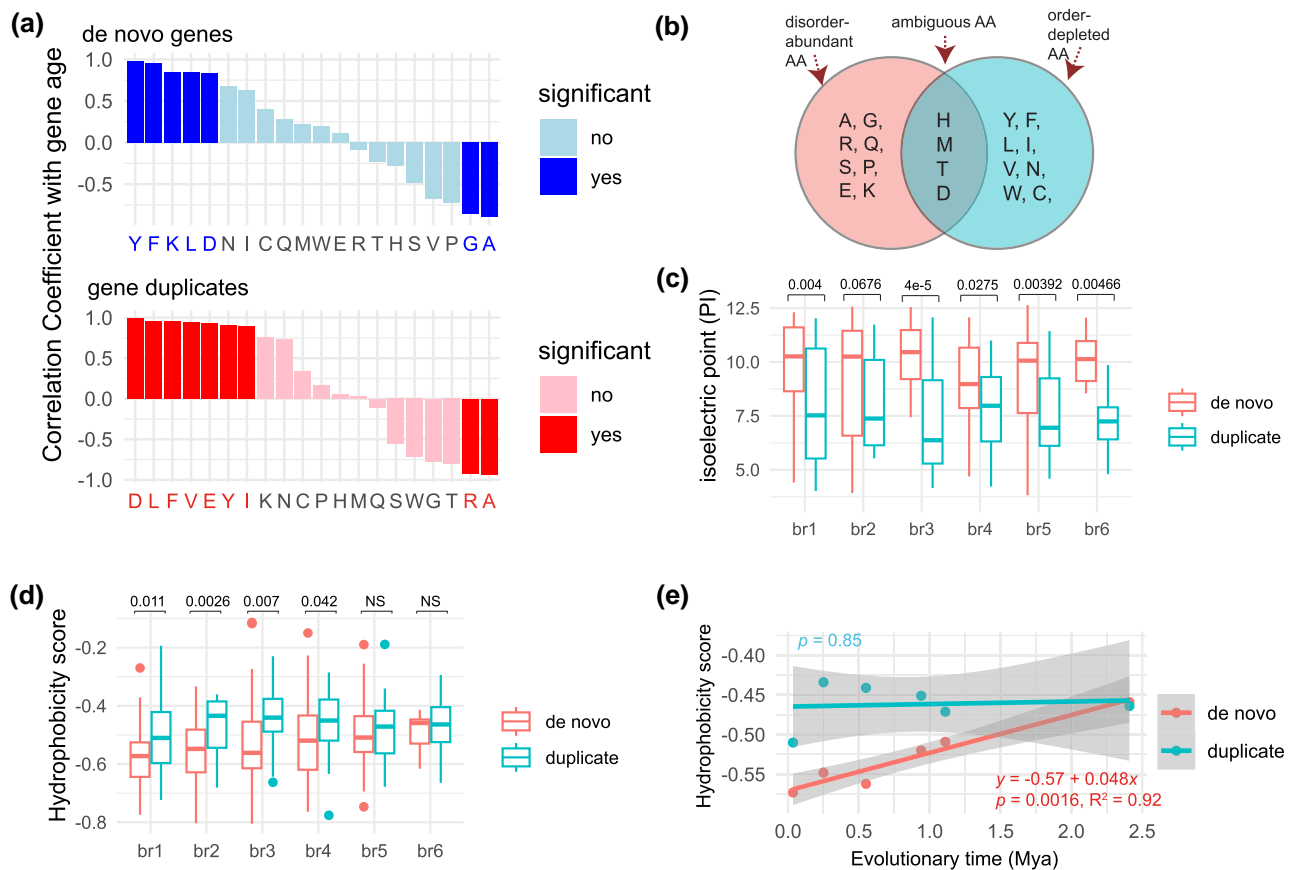 (a)
de novo genes
Correlation Coefficient with gene age
1.0
0.5
0.0
-0.5
Y F K L D N I C Q M W E R T H S V P G A
significant
no
yes
gene duplicates
1.0
0.5
0.0
-0.5
-1.0
D L F V E Y I K N C P H M Q S W G T R A
significant
no
yes
(b)
disorder-
abundant
AA
ambiguous AA
order-
depleted
AA
A, G,
R, Q,
S, P,
E, K
H
M
T
D
Y, F,
L, I,
V, N,
W, C,
(c)
0.004 0.0676 4e-5 0.0275 0.00392 0.00466
isoelectric point (PI)
12.5
10.0
7.5
5.0
br1 br2 br3 br4 br5 br6
de novo
duplicate
(d)
0.011 0.0026 0.007 0.042 NS NS
Hydrophobicity score
-0.2
-0.4
-0.6
-0.8
br1 br2 br3 br4 br5 br6
de novo
duplicate
(e)
Hydrophobicity score
p = 0.85
-0.40
-0.45
-0.50
-0.55
y = -0.57 + 0.048x
p = 0.0016, R² = 0.92
0.0 0.5 1.0 1.5 2.0 2.5
Evolutionary time (Mya)
de novo
duplicate